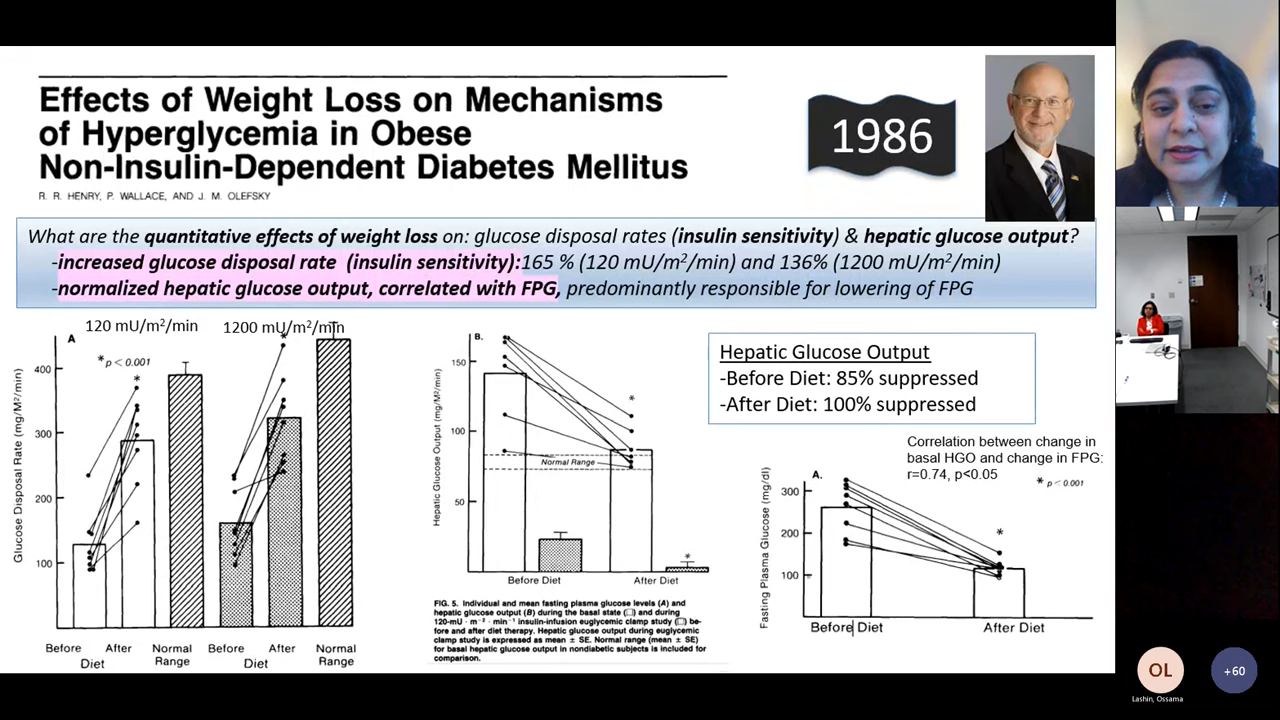 Effects of Weight Loss on Mechanisms
of Hyperglycemia in Obese
Non-Insulin-Dependent Diabetes Mellitus
R. R. HENRY, P. WALLACE, AND J. M. OLEFSKY
1986
What are the quantitative effects of weight loss on: glucose disposal rates (insulin sensitivity) & hepatic glucose output?
-increased glucose disposal rate (insulin sensitivity):165 % (120 mU/m²/min) and 136% (1200 mU/m²/min)
-normalized hepatic glucose output, correlated with FPG, predominantly responsible for lowering of FPG
120 mU/m²/min) 1200 mU/m²/min)
A
* p < 0.001
*
*
Glucose Disposal Rate (mg/M²/min)
400
300
200
100
Before After Normal Before After Normal
Diet Range Diet Range
B.
Hepatic Glucose Output (mg/M²/min)
150
100
50
*
Normal Range
*
Before Diet After Diet
FIG. 5. Individual and mean fasting plasma glucose levels (A) and
hepatic glucose output (B) during the basal state (□) and during
120-mU · m⁻² · min⁻¹ insulin-infusion euglycemic clamp study (▒) be-
fore and after diet therapy. Hepatic glucose output during euglycemic
clamp study is expressed as mean ± SE. Normal range (mean ± SE)
for basal hepatic glucose output in nondiabetic subjects is included for
comparison.
Hepatic Glucose Output
-Before Diet: 85% suppressed
-After Diet: 100% suppressed
Correlation between change in
basal HGO and change in FPG:
r=0.74, p<0.05
* p < 0.001
A.
Fasting Plasma Glucose (mg/dl)
300
200
100
*
Before Diet After Diet
OL
+60
Lashin, Ossama